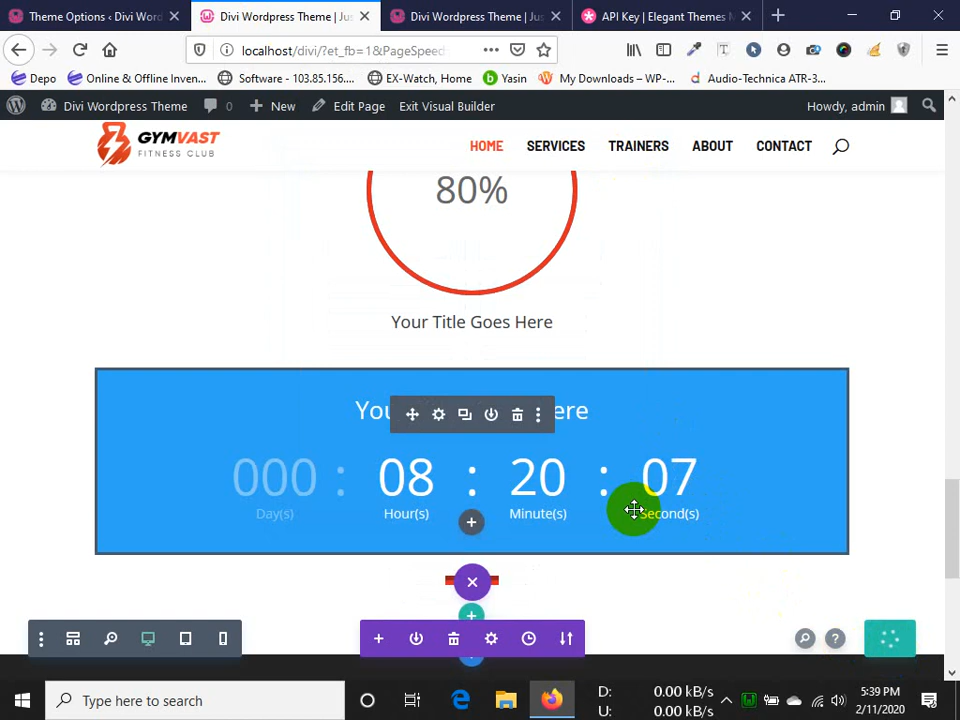 Theme Options ‹ Divi Word
Divi Wordpress Theme | Jus
Divi Wordpress Theme | Jus
API Key | Elegant Themes
localhost/divi/?et_fb=1&PageSpeed
Depo
Online & Offline Inven...
Software - 103.85.156....
EX-Watch, Home
Yasin
My Downloads – WP-...
Audio-Technica ATR-3...
Divi Wordpress Theme
0
New
Edit Page
Exit Visual Builder
Howdy, admin
GYMVAST
FITNESS CLUB
HOME
SERVICES
TRAINERS
ABOUT
CONTACT
80%
Your Title Goes Here
000 : 08 : 20 : 07
Day(s)
Hour(s)
Minute(s)
Second(s)
Type here to search
D: 0.00 kB/s
U: 0.00 kB/s
5:39 PM
2/11/2020